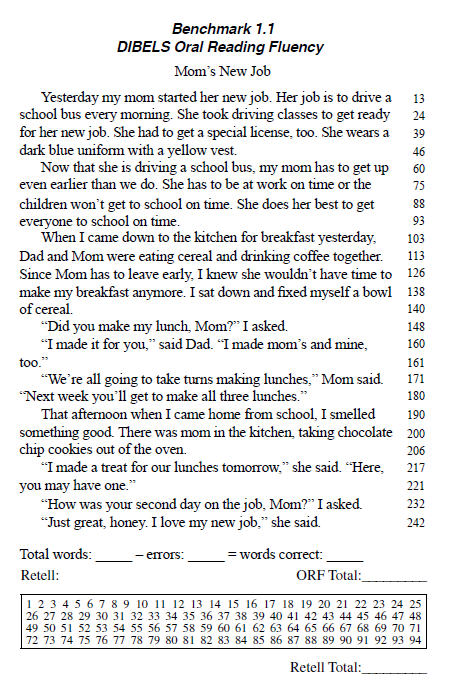 Benchmark 1.1
DIBELS Oral Reading Fluency
Mom's New Job
Yesterday my mom started her new job. Her job is to drive a 13
school bus every morning. She took driving classes to get ready 24
for her new job. She had to get a special license, too. She wears a 39
dark blue uniform with a yellow vest. 46
Now that she is driving a school bus, my mom has to get up 60
even earlier than we do. She has to be at work on time or the 75
children won't get to school on time. She does her best to get 88
everyone to school on time. 93
When I came down to the kitchen for breakfast yesterday, 103
Dad and Mom were eating cereal and drinking coffee together. 113
Since Mom has to leave early, I knew she wouldn't have time to 126
make my breakfast anymore. I sat down and fixed myself a bowl 138
of cereal. 140
"Did you make my lunch, Mom?" I asked. 148
"I made it for you," said Dad. "I made mom's and mine, 160
too." 161
"We're all going to take turns making lunches," Mom said. 171
"Next week you'll get to make all three lunches." 180
That afternoon when I came home from school, I smelled 190
something good. There was mom in the kitchen, taking chocolate 200
chip cookies out of the oven. 206
"I made a treat for our lunches tomorrow," she said. "Here, 217
you may have one." 221
"How was your second day on the job, Mom?" I asked. 232
"Just great, honey. I love my new job," she said. 242
Total words: _____ – errors: _____ = words correct: _____
Retell: ORF Total:_________
1 2 3 4 5 6 7 8 9 10 11 12 13 14 15 16 17 18 19 20 21 22 23 24 25
26 27 28 29 30 31 32 33 34 35 36 37 38 39 40 41 42 43 44 45 46 47 48
49 50 51 52 53 54 55 56 57 58 59 60 61 62 63 64 65 66 67 68 69 70 71
72 73 74 75 76 77 78 79 80 81 82 83 84 85 86 87 88 89 90 91 92 93 94
Retell Total:_________